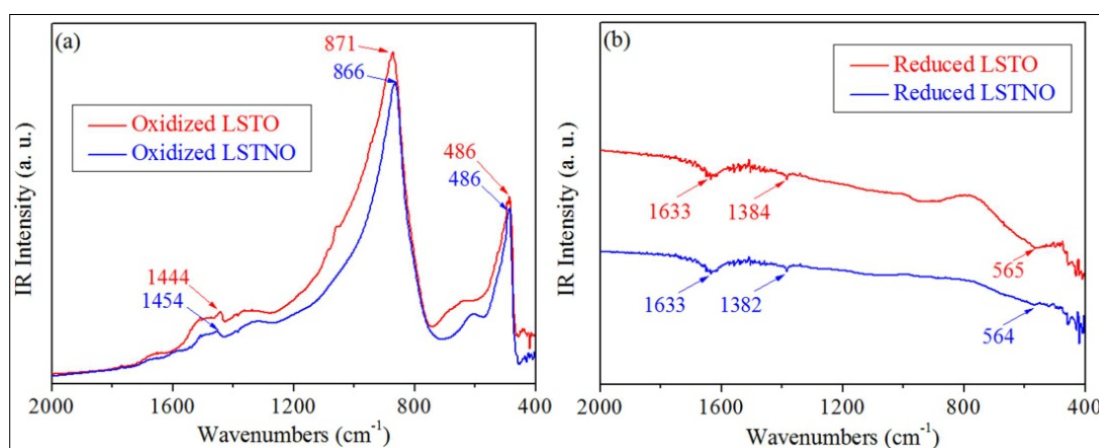 (a)
871
866
Oxidized LSTO
Oxidized LSTNO
486
486
1444
1454
IR Intensity (a. u.)
2000
1600
1200
800
400
Wavenumbers (cm⁻¹)
(b)
Reduced LSTO
Reduced LSTNO
1633
1384
565
1633
1382
564
IR Intensity (a. u.)
2000
1600
1200
800
400
Wavenumbers (cm⁻¹)